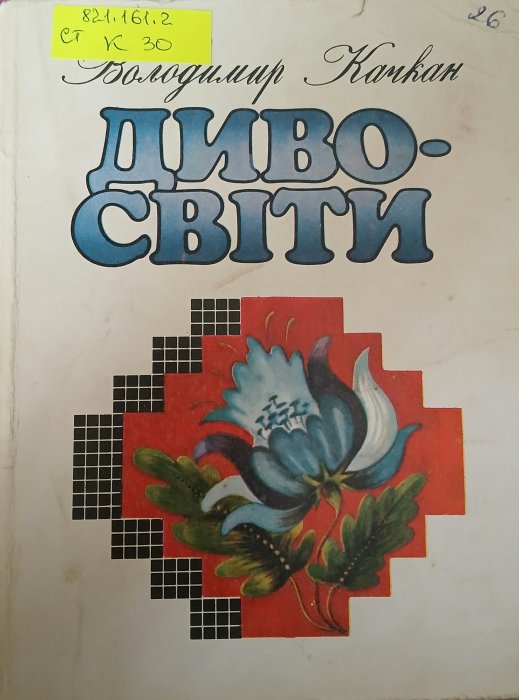 821.161.2
СТ К 30
26
Володимир Качкан
ДИВО-
СВІТИ